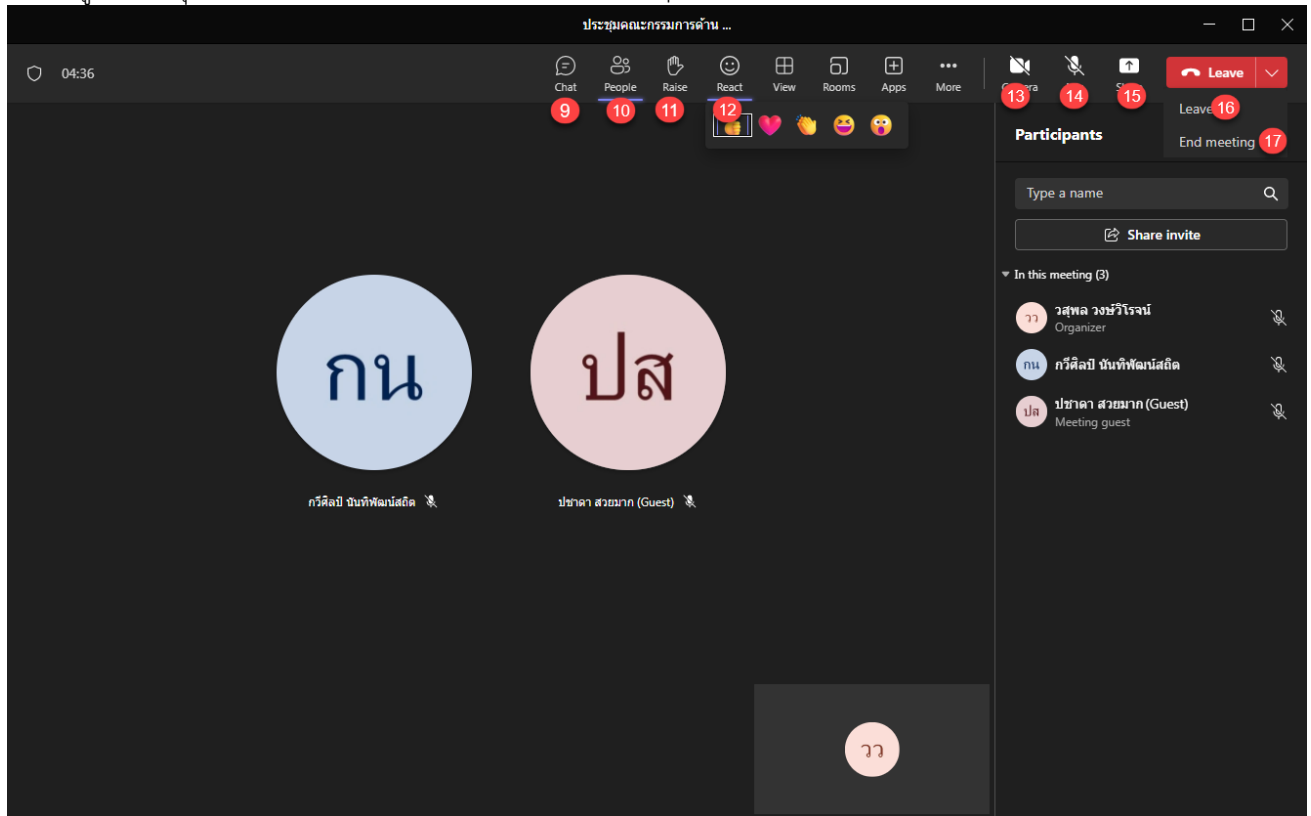 ประชุมคณะกรรมการด้าน ...
04:36
Chat People Raise React View Rooms Apps More
Leave
9 10 11 12 13 14 15
Leave 16
End meeting 17
Participants
Type a name
Share invite
In this meeting (3)
วว วสุพล วงษ์วิโรจน์
Organizer
กน กวีศิลป์ นันทิพัฒน์สถิต
ปส ปชาดา สวยมาก (Guest)
Meeting guest
กน
ปส
กวีศิลป์ นันทิพัฒน์สถิต
ปชาดา สวยมาก (Guest)
วว